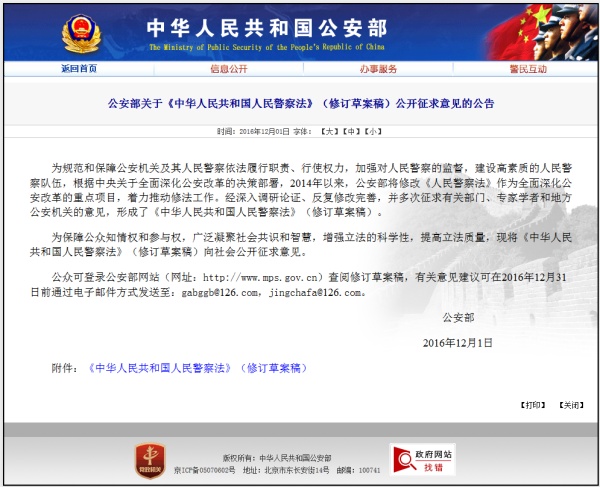 中华人民共和国公安部
The Ministry of Public Security of the People's Republic of China
返回首页 信息公开 办事服务 警民互动
公安部关于《中华人民共和国人民警察法》（修订草案稿）公开征求意见的公告
时间：2016年12月01日 字体：【大】【中】【小】
为规范和保障公安机关及其人民警察依法履行职责、行使权力，加强对人民警察的监督，建设高素质的人民警
察队伍，根据中央关于全面深化公安改革的决策部署，2014年以来，公安部将修改《人民警察法》作为全面深化公
安改革的重点项目，着力推动修法工作。经深入调研论证、反复修改完善，并多次征求有关部门、专家学者和地方
公安机关的意见，形成了《中华人民共和国人民警察法》（修订草案稿）。
为保障公众知情权和参与权，广泛凝聚社会共识和智慧，增强立法的科学性，提高立法质量，现将《中华人
民共和国人民警察法》（修订草案稿）向社会公开征求意见。
公众可登录公安部网站（网址：http://www.mps.gov.cn）查阅修订草案稿，有关意见建议可在2016年12月31
日前通过电子邮件方式发送至：gabggb@126.com，jingchafa@126.com。
公安部
2016年12月1日
附件：《中华人民共和国人民警察法》（修订草案稿）
【打印】 【关闭】
党政机关
版权所有：中华人民共和国公安部
京ICP备05070602号 地址：北京市东长安街14号 邮编：100741
政府网站
找错